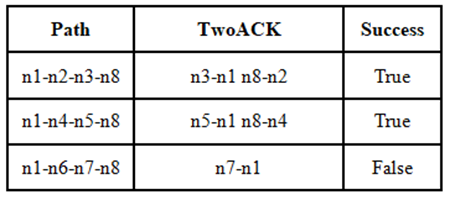 Path TwoACK Success
n1-n2-n3-n8 n3-n1 n8-n2 True
n1-n4-n5-n8 n5-n1 n8-n4 True
n1-n6-n7-n8 n7-n1 False